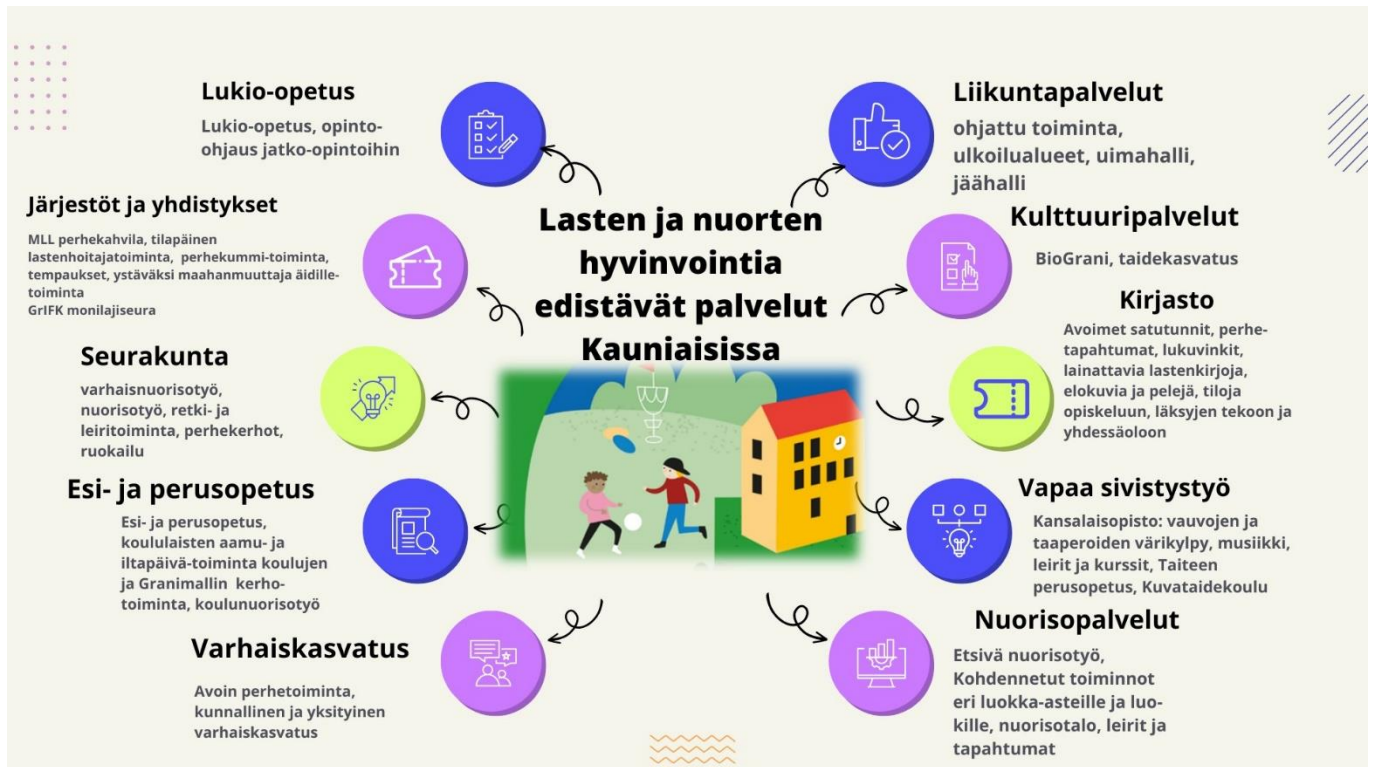 Lasten ja nuorten
hyvinvointia
edistävät palvelut
Kauniaisissa
Lukio-opetus
Lukio-opetus, opinto-
ohjaus jatko-opintoihin
Järjestöt ja yhdistykset
MLL perhekahvila, tilapäinen
lastenhoitajatoiminta, perhekummi-toiminta,
tempaukset, ystäväksi maahanmuuttaja äidille-
toiminta
GrIFK monilajiseura
Seurakunta
varhaisnuorisotyö,
nuorisotyö, retki- ja
leiritoiminta, perhekerhot,
ruokailu
Esi- ja perusopetus
Esi- ja perusopetus,
koululaisten aamu- ja
iltapäivä-toiminta koulujen
ja Granimallin kerho-
toiminta, koulunuorisotyö
Varhaiskasvatus
Avoin perhetoiminta,
kunnallinen ja yksityinen
varhaiskasvatus
Liikuntapalvelut
ohjattu toiminta,
ulkoilualueet, uimahalli,
jäähalli
Kulttuuripalvelut
BioGrani, taidekasvatus
Kirjasto
Avoimet satutunnit, perhe-
tapahtumat, lukuvinkit,
lainattavia lastenkirjoja,
elokuvia ja pelejä, tiloja
opiskeluun, läksyjen tekoon ja
yhdessäoloon
Vapaa sivistystyö
Kansalaisopisto: vauvojen ja
taaperoiden värikylpy, musiikki,
leirit ja kurssit, Taiteen
perusopetus, Kuvataidekoulu
Nuorisopalvelut
Etsivä nuorisotyö,
Kohdennetut toiminnot
eri luokka-asteille ja luo-
kille, nuorisotalo, leirit ja
tapahtumat